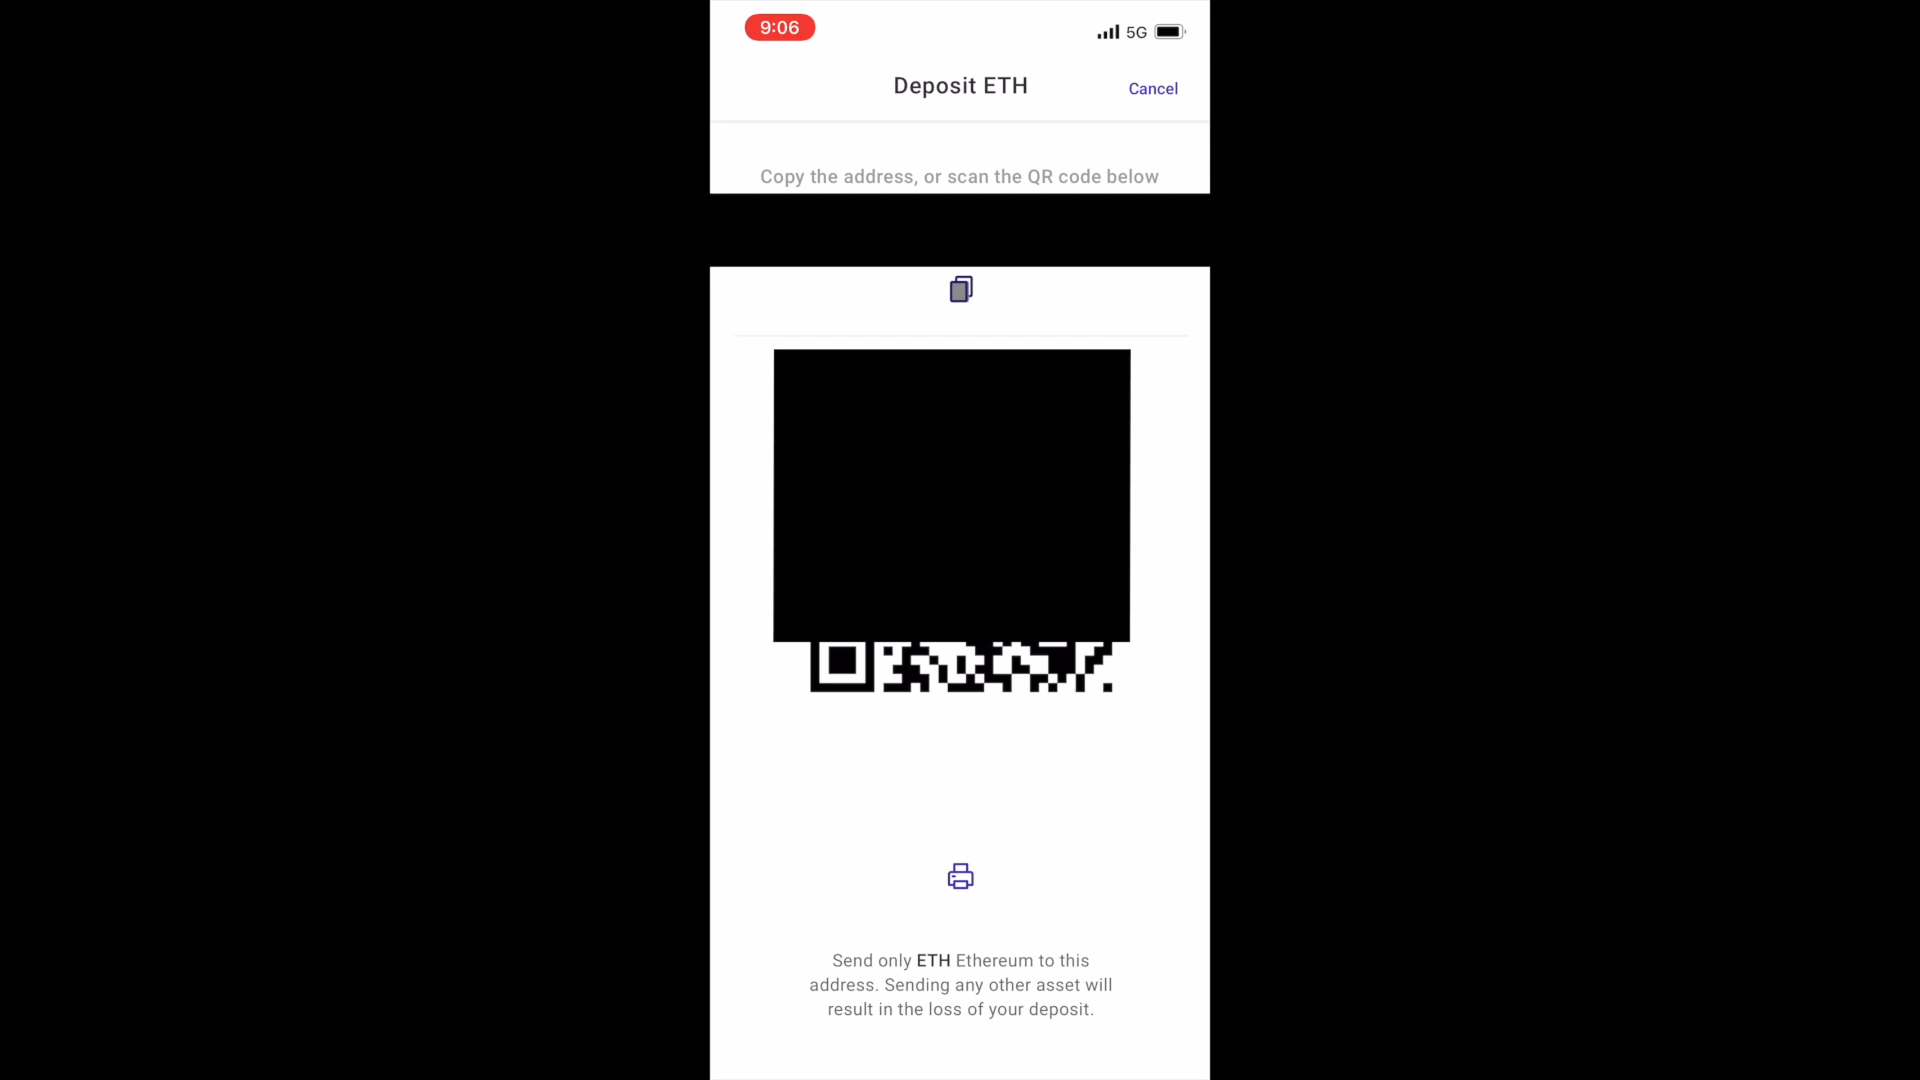 9:06
5G
Deposit ETH
Cancel
Copy the address, or scan the QR code below
Send only ETH Ethereum to this
address. Sending any other asset will
result in the loss of your deposit.